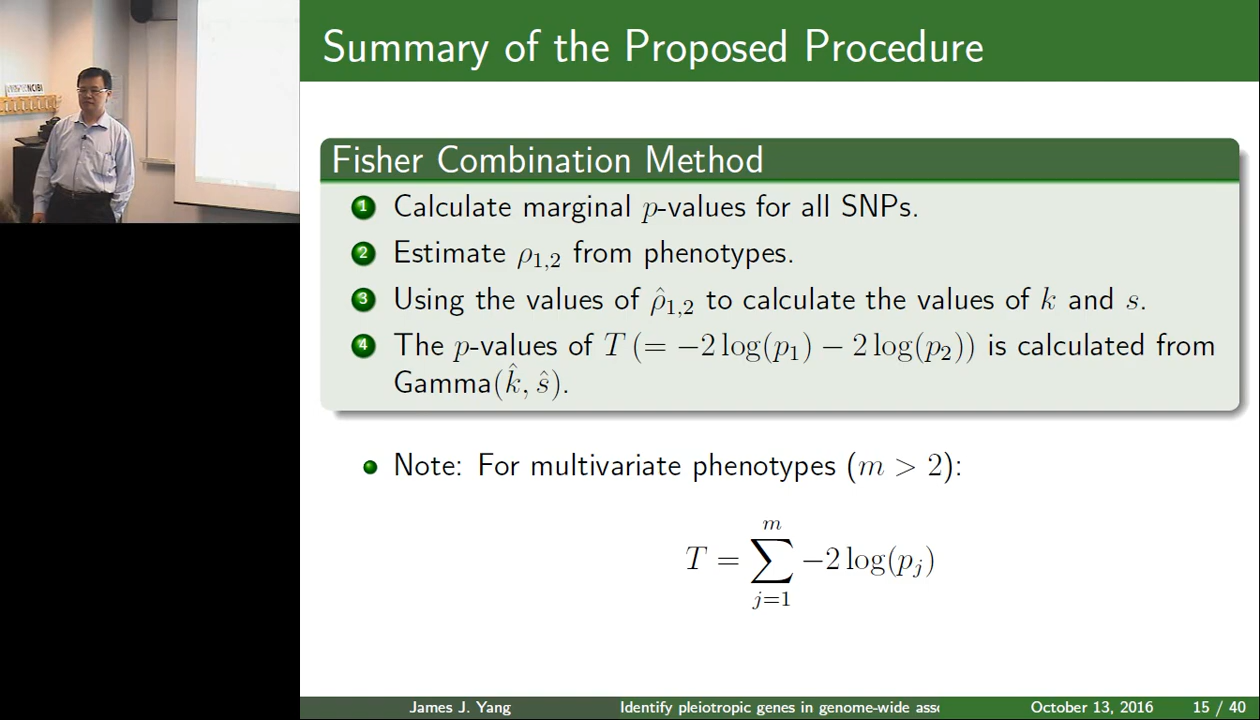 Summary of the Proposed Procedure
Fisher Combination Method
1 Calculate marginal p-values for all SNPs.
2 Estimate ρ1,2 from phenotypes.
3 Using the values of ρ̂1,2 to calculate the values of k and s.
4 The p-values of T (= −2 log(p1) − 2 log(p2)) is calculated from
Gamma(k̂, ŝ).
Note: For multivariate phenotypes (m > 2):
T = ∑_{j=1}^{m} −2 log(pj)
James J. Yang Identify pleiotropic genes in genome-wide asso October 13, 2016 15 / 40